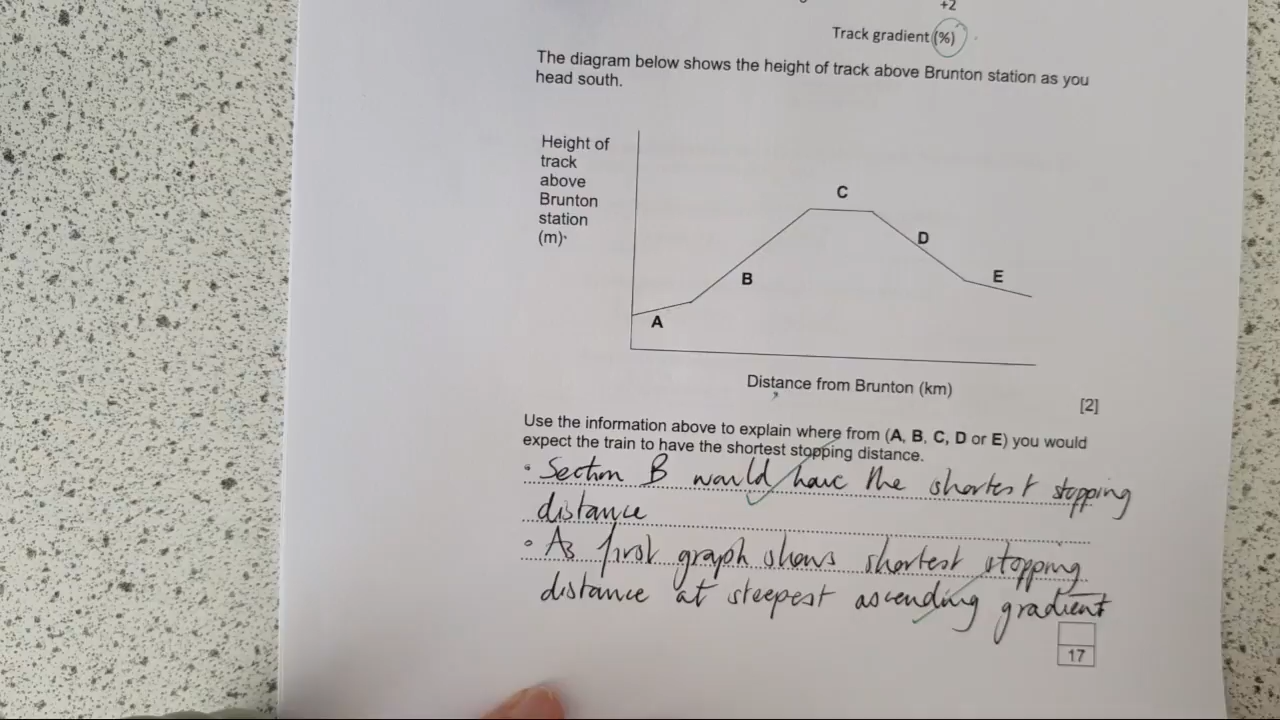 +2
Track gradient (%)
The diagram below shows the height of track above Brunton station as you
head south.
Height of
track
above
Brunton
station
(m)
C
D
B
E
A
Distance from Brunton (km)
[2]
Use the information above to explain where from (A, B, C, D or E) you would
expect the train to have the shortest stopping distance.
• Section B would have the shortest stopping
distance
• As first graph shows shortest stopping
distance at steepest ascending gradient
17